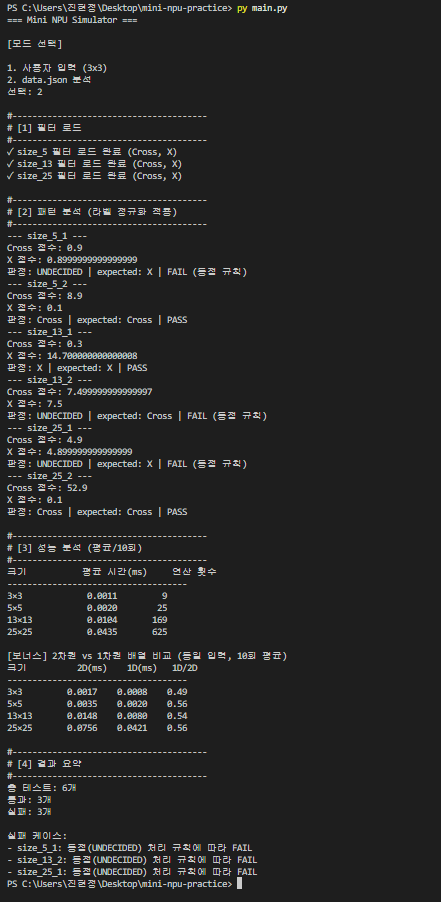 PS C:\Users\진현정\Desktop\mini-npu-practice> py main.py
=== Mini NPU Simulator ===
[모드 선택]
1. 사용자 입력 (3x3)
2. data.json 분석
선택: 2
#----------------------------------------
# [1] 필터 로드
#----------------------------------------
✓ size_5 필터 로드 완료 (Cross, X)
✓ size_13 필터 로드 완료 (Cross, X)
✓ size_25 필터 로드 완료 (Cross, X)
#----------------------------------------
# [2] 패턴 분석 (라벨 정규화 적용)
#----------------------------------------
--- size_5_1 ---
Cross 점수: 0.9
X 점수: 0.8999999999999999
판정: UNDECIDED | expected: X | FAIL (동점 규칙)
--- size_5_2 ---
Cross 점수: 8.9
X 점수: 0.1
판정: Cross | expected: Cross | PASS
--- size_13_1 ---
Cross 점수: 0.3
X 점수: 14.700000000000008
판정: X | expected: X | PASS
--- size_13_2 ---
Cross 점수: 7.499999999999997
X 점수: 7.5
판정: UNDECIDED | expected: Cross | FAIL (동점 규칙)
--- size_25_1 ---
Cross 점수: 4.9
X 점수: 4.899999999999999
판정: UNDECIDED | expected: X | FAIL (동점 규칙)
--- size_25_2 ---
Cross 점수: 52.9
X 점수: 0.1
판정: Cross | expected: Cross | PASS
#----------------------------------------
# [3] 성능 분석 (평균/10회)
#----------------------------------------
크기 평균 시간(ms) 연산 횟수
-------------------------------------
3×3 0.0011 9
5×5 0.0020 25
13×13 0.0104 169
25×25 0.0435 625
[보너스] 2차원 vs 1차원 배열 비교 (동일 입력, 10회 평균)
크기 2D(ms) 1D(ms) 1D/2D
-------------------------------------
3×3 0.0017 0.0008 0.49
5×5 0.0035 0.0020 0.56
13×13 0.0148 0.0080 0.54
25×25 0.0756 0.0421 0.56
#----------------------------------------
# [4] 결과 요약
#----------------------------------------
총 테스트: 6개
통과: 3개
실패: 3개
실패 케이스:
- size_5_1: 동점(UNDECIDED) 처리 규칙에 따라 FAIL
- size_13_2: 동점(UNDECIDED) 처리 규칙에 따라 FAIL
- size_25_1: 동점(UNDECIDED) 처리 규칙에 따라 FAIL
PS C:\Users\진현정\Desktop\mini-npu-practice>